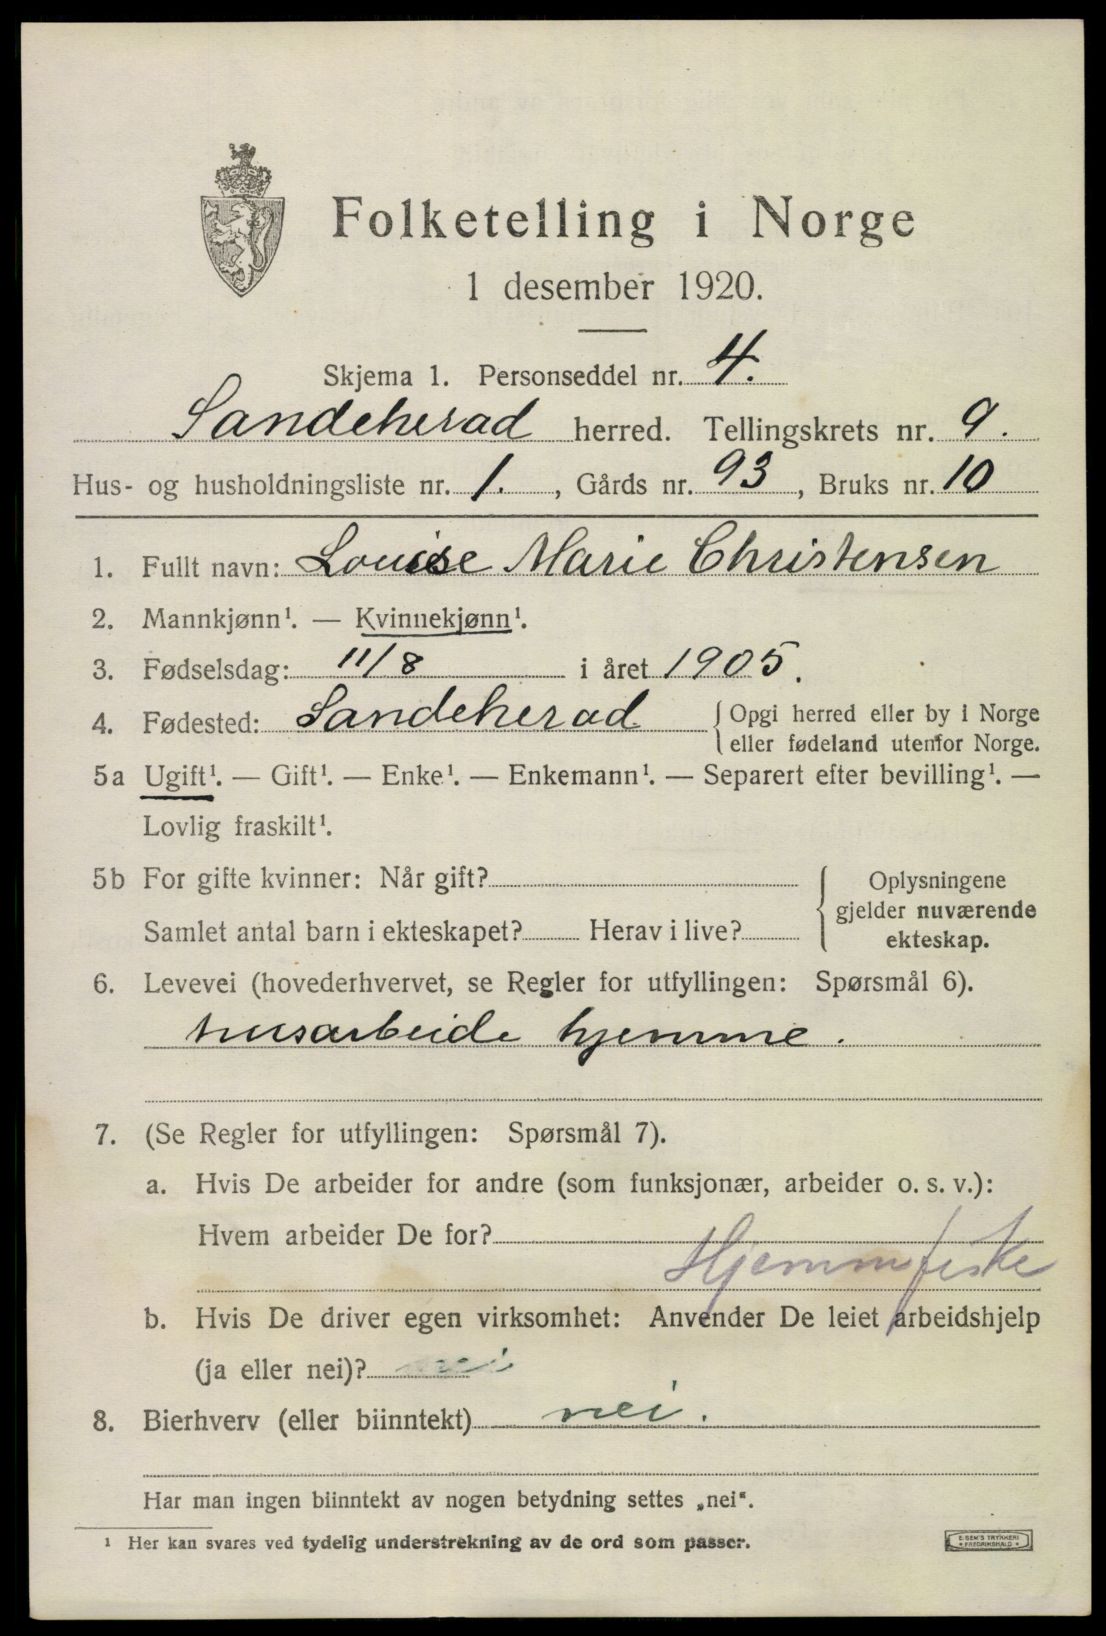 Folketelling i Norge
1 desember 1920.
Skjema 1. Personseddel nr. 4.
Sandeherad herred. Tellingskrets nr. 9.
Hus- og husholdningsliste nr. 1., Gårds nr. 93, Bruks nr. 10
1. Fullt navn: Louise Marie Christensen
2. Mannkjønn¹. — Kvinnekjønn¹.
3. Fødselsdag: 11/8 i året 1905.
4. Fødested: Sandeherad {Opgi herred eller by i Norge
eller fødeland utenfor Norge.
5a Ugift¹. — Gift¹. — Enke¹. — Enkemann¹. — Separert efter bevilling¹. —
Lovlig fraskilt¹.
5b For gifte kvinner: Når gift?
Samlet antal barn i ekteskapet? Herav i live?
{Oplysningene
gjelder nuværende
ekteskap.
6. Levevei (hovederhvervet, se Regler for utfyllingen: Spørsmål 6).
husarbeide hjemme.
7. (Se Regler for utfyllingen: Spørsmål 7).
a. Hvis De arbeider for andre (som funksjonær, arbeider o. s. v.):
Hvem arbeider De for?
b. Hvis De driver egen virksomhet: Anvender De leiet arbeidshjelp
(ja eller nei)? nei
8. Bierhverv (eller biinntekt) nei.
Har man ingen biinntekt av nogen betydning settes „nei“.
¹ Her kan svares ved tydelig understrekning av de ord som passer.
E. SEM'S TRYKKERI
* FREDRIKSHALD *